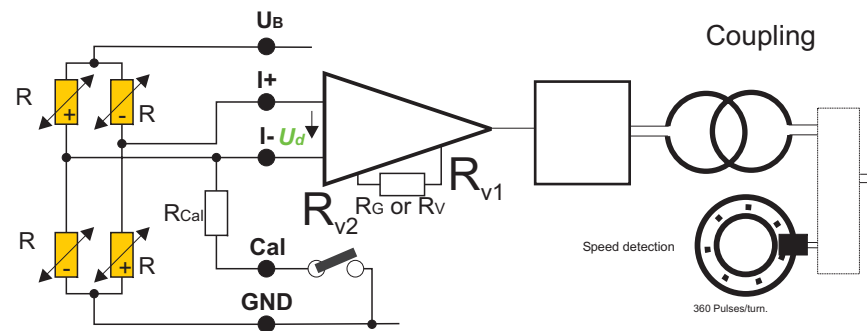 UB
Coupling
I+
R
+
-
R
I- Ud
Rv1
RCal
Rv2
RG or RV
R
-
+
R
Cal
Speed detection
GND
360 Pulses/turn.